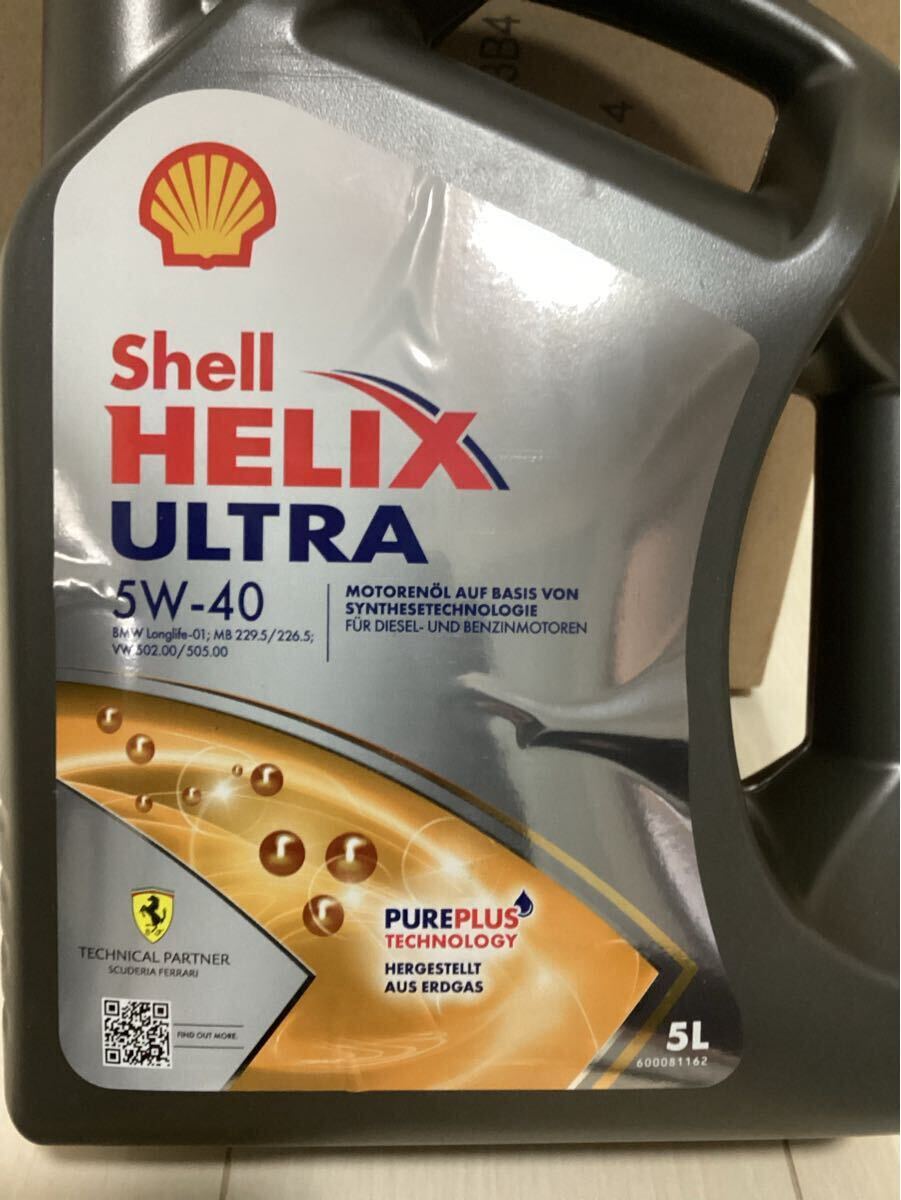 3B4
4
Shell
HELIX
ULTRA
5W-40
BMW Longlife-01; MB 229.5/226.5;
VW 502.00/505.00
MOTORENÖL AUF BASIS VON
SYNTHESETECHNOLOGIE
FÜR DIESEL- UND BENZINMOTOREN
PUREPLUS
TECHNOLOGY
HERGESTELLT
AUS ERDGAS
TECHNICAL PARTNER
SCUDERIA FERRARI
FIND OUT MORE.
5L
600081162